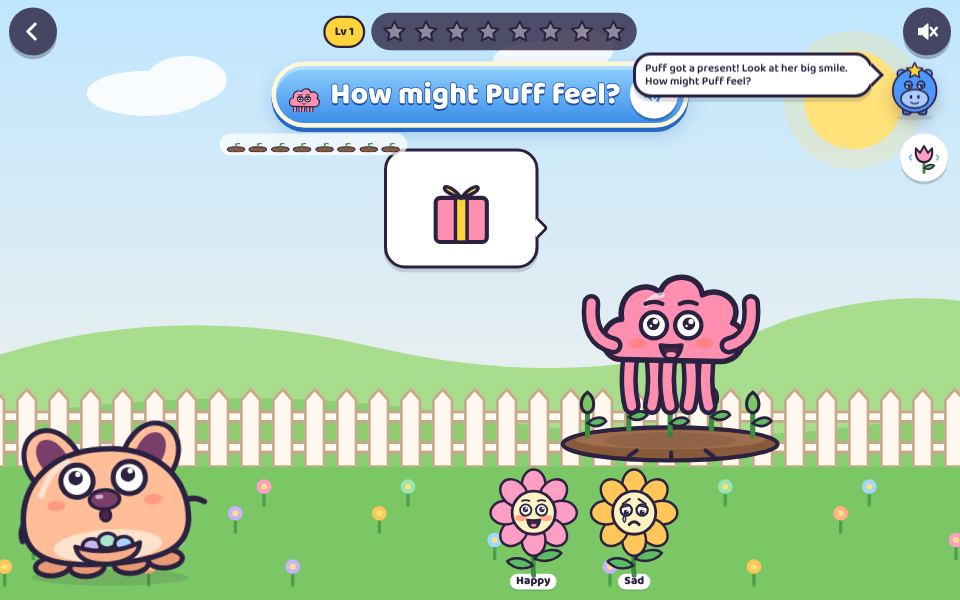 Lv 1
Puff got a present! Look at her big smile.
How might Puff feel?
How might Puff feel?
Happy
Sad